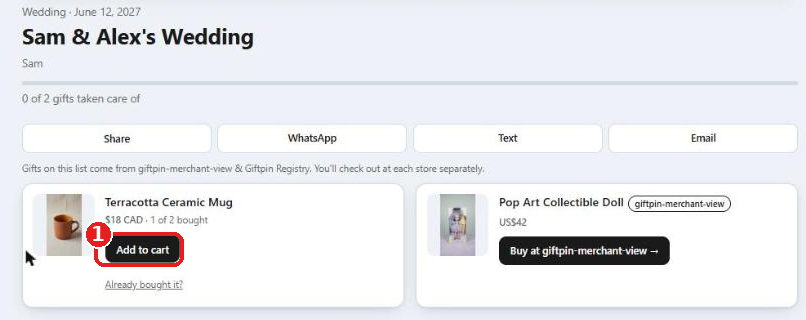 Wedding · June 12, 2027
Sam & Alex's Wedding
Sam
0 of 2 gifts taken care of
Share
WhatsApp
Text
Email
Gifts on this list come from giftpin-merchant-view & Giftpin Registry. You'll check out at each store separately.
Terracotta Ceramic Mug
$18 CAD · 1 of 2 bought
1
Add to cart
Already bought it?
Pop Art Collectible Doll giftpin-merchant-view
US$42
Buy at giftpin-merchant-view →